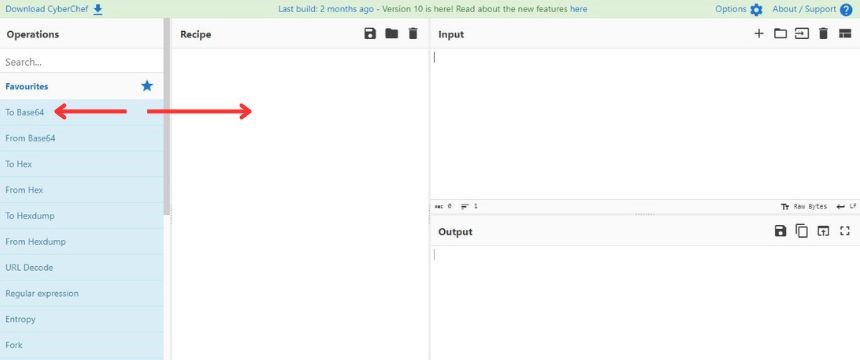 Download CyberChef
Last build: 2 months ago - Version 10 is here! Read about the new features here
Options
About / Support
Operations
Search...
Favourites
To Base64
From Base64
To Hex
From Hex
To Hexdump
From Hexdump
URL Decode
Regular expression
Entropy
Fork
Recipe
Input
REC 0
1
Tт Raw Bytes
LF
Output